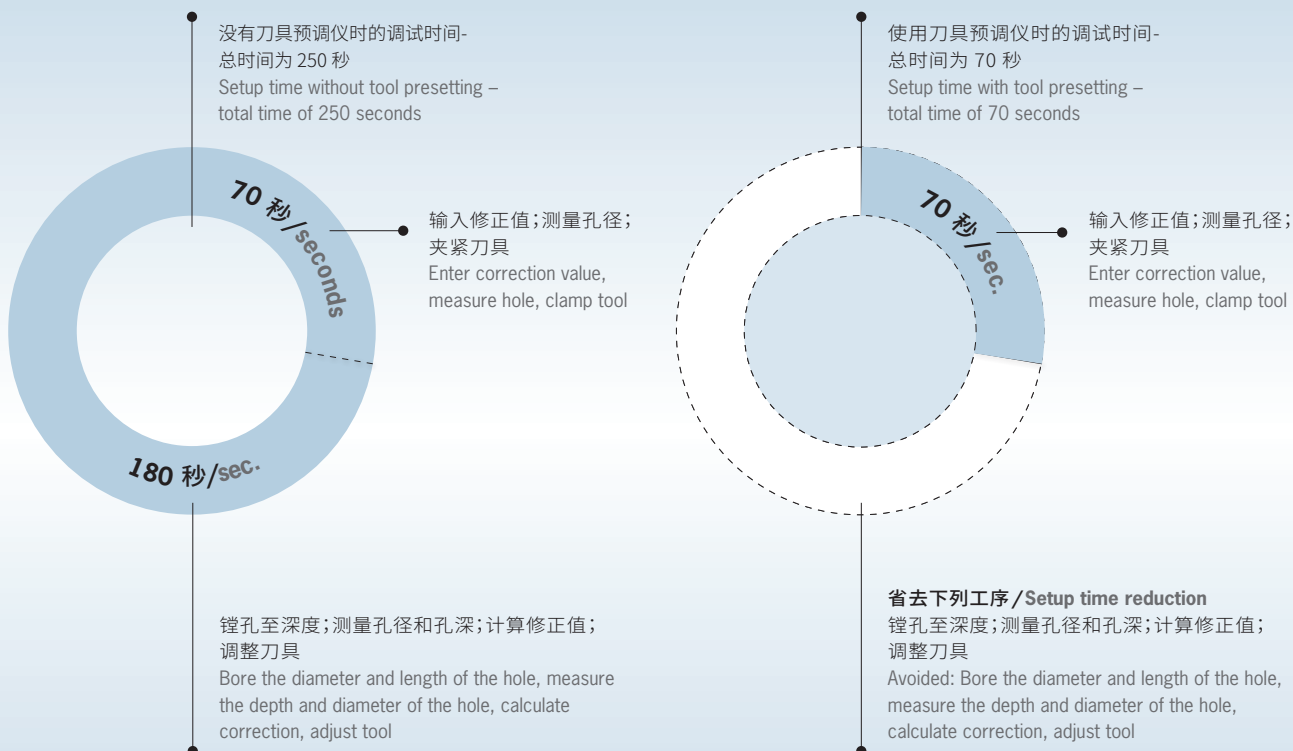 没有刀具预调仪时的调试时间-
总时间为 250 秒
Setup time without tool presetting –
total time of 250 seconds
70 秒/seconds
输入修正值;测量孔径;
夹紧刀具
Enter correction value,
measure hole, clamp tool
180 秒/sec.
镗孔至深度;测量孔径和孔深;计算修正值;
调整刀具
Bore the diameter and length of the hole, measure
the depth and diameter of the hole, calculate
correction, adjust tool
使用刀具预调仪时的调试时间-
总时间为 70 秒
Setup time with tool presetting –
total time of 70 seconds
70 秒/sec.
输入修正值;测量孔径;
夹紧刀具
Enter correction value,
measure hole, clamp tool
省去下列工序/Setup time reduction
镗孔至深度;测量孔径和孔深;计算修正值;
调整刀具
Avoided: Bore the diameter and length of the hole,
measure the depth and diameter of the hole,
calculate correction, adjust tool